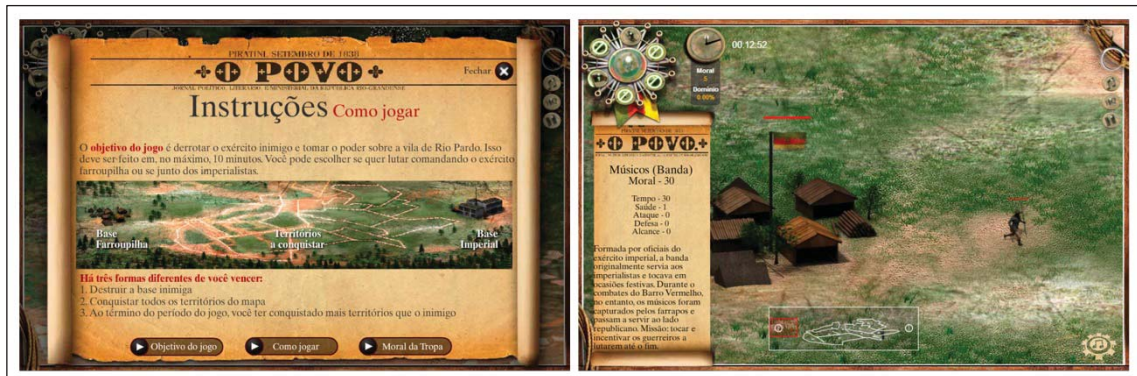 PIRATINI, SETEMBRO DE 1838
O POVO
Fechar
JORNAL POLITICO, LITERARIO, E MINISTERIAL DA REPUBLICA RIO-GRANDENSE
Instruções Como jogar
O objetivo do jogo é derrotar o exército inimigo e tomar o poder sobre a vila de Rio Pardo. Isso
deve ser feito em, no máximo, 10 minutos. Você pode escolher se quer lutar comandando o exército
farroupilha ou se junto dos imperialistas.
Base
Farroupilha
Territórios
a conquistar
Base
Imperial
Há três formas diferentes de você vencer:
1. Destruir a base inimiga
2. Conquistar todos os territórios do mapa
3. Ao término do período do jogo, você ter conquistado mais territórios que o inimigo
Objetivo do jogo
Como jogar
Moral da Tropa
00:12:52
Moral
5
Domínio
0.00%
O POVO.
Músicos (Banda)
Moral - 30
Tempo - 30
Saúde - 1
Ataque - 0
Defesa - 0
Alcance - 0
Formada por oficiais do
exército imperial, a banda
originalmente servia aos
imperialistas e tocava em
ocasiões festivas. Durante o
combates do Barro Vermelho,
no entanto, os músicos foram
capturados pelos farrapos e
passam a servir ao lado
republicano. Missão: tocar e
incentivar os guerreiros a
lutarem até o fim.